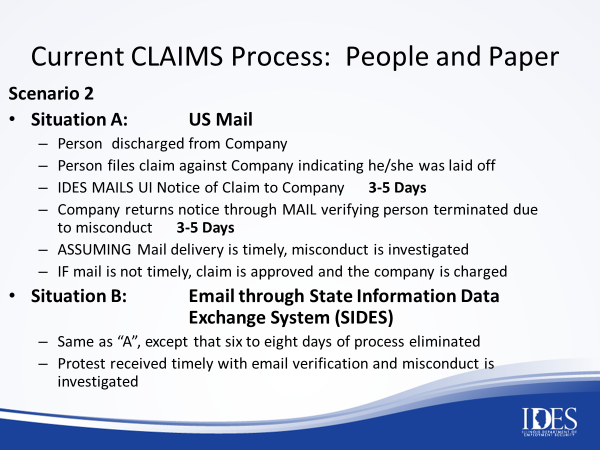 Current CLAIMS Process: People and Paper
Scenario 2
• Situation A: US Mail
– Person discharged from Company
– Person files claim against Company indicating he/she was laid off
– IDES MAILS UI Notice of Claim to Company 3-5 Days
– Company returns notice through MAIL verifying person terminated due
to misconduct 3-5 Days
– ASSUMING Mail delivery is timely, misconduct is investigated
– IF mail is not timely, claim is approved and the company is charged
• Situation B: Email through State Information Data
Exchange System (SIDES)
– Same as “A”, except that six to eight days of process eliminated
– Protest received timely with email verification and misconduct is
investigated
IDES
ILLINOIS DEPARTMENT OF
EMPLOYMENT SECURITY